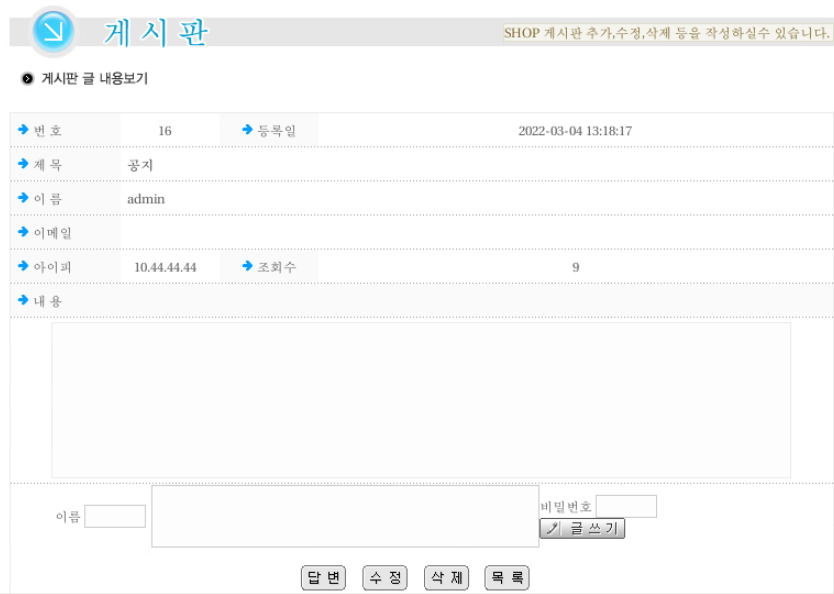 게시판
SHOP 게시판 추가,수정,삭제 등을 작성하실수 있습니다.
게시판 글 내용보기
번 호 16 등록일 2022-03-04 13:18:17
제 목 공지
이 름 admin
이메일
아이피 10.44.44.44 조회수 9
내 용
이름 비밀번호
글 쓰 기
답 변 수 정 삭 제 목 록